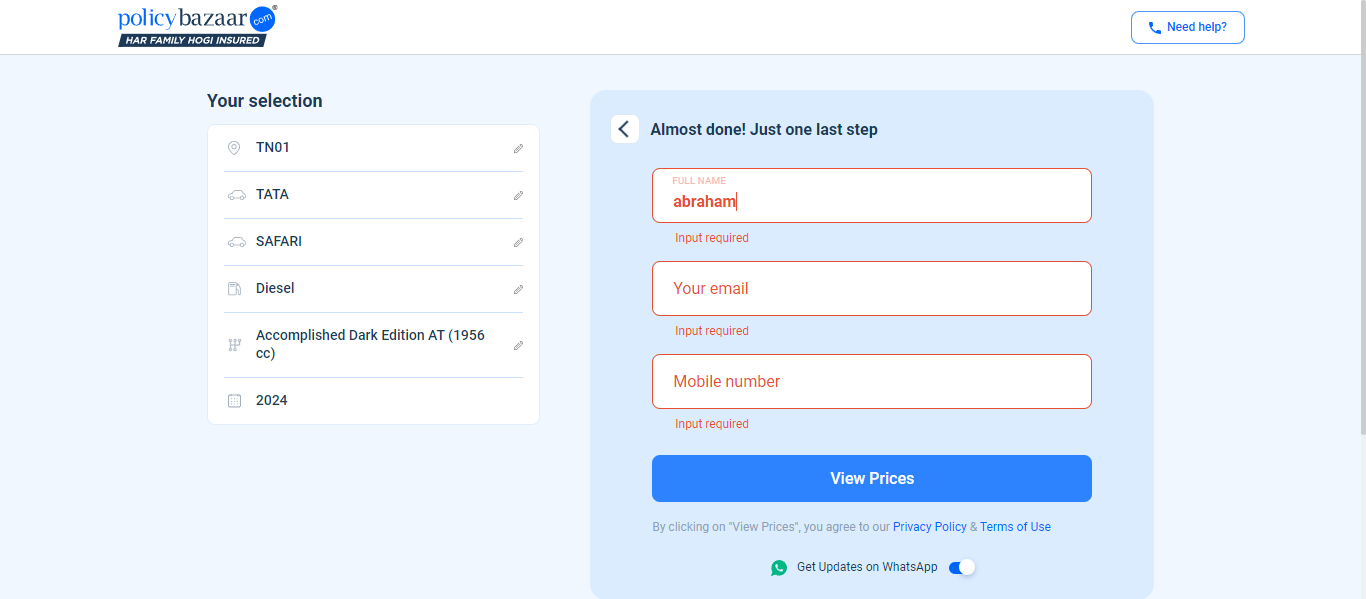 policybazaar com
HAR FAMILY HOGI INSURED
Need help?
Your selection
TN01
TATA
SAFARI
Diesel
Accomplished Dark Edition AT (1956
cc)
2024
Almost done! Just one last step
FULL NAME
abraham
Input required
Your email
Input required
Mobile number
Input required
View Prices
By clicking on "View Prices", you agree to our Privacy Policy & Terms of Use
Get Updates on WhatsApp